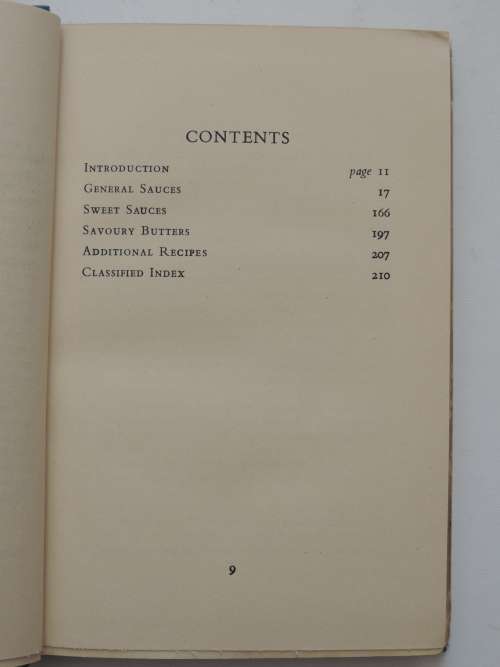 CONTENTS
Introduction page 11
General Sauces 17
Sweet Sauces 166
Savoury Butters 197
Additional Recipes 207
Classified Index 210
9